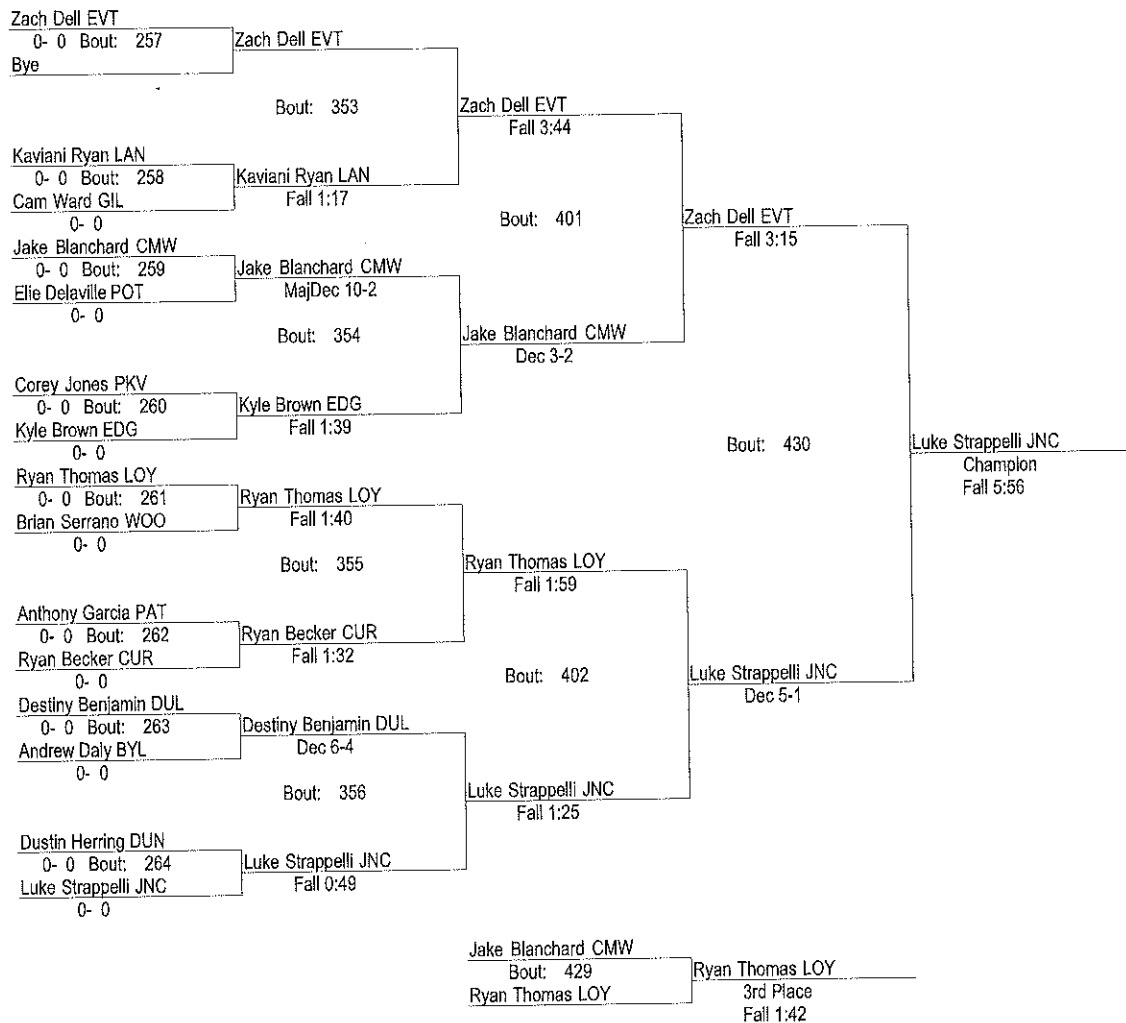 Zach Dell EVT
0- 0 Bout: 257
Bye
Zach Dell EVT
Bout: 353
Kaviani Ryan LAN
0- 0 Bout: 258
Cam Ward GIL
0- 0
Kaviani Ryan LAN
Fall 1:17
Zach Dell EVT
Fall 3:44
Bout: 401
Jake Blanchard CMW
0- 0 Bout: 259
Elie Delaville POT
0- 0
Jake Blanchard CMW
MajDec 10-2
Bout: 354
Corey Jones PKV
0- 0 Bout: 260
Kyle Brown EDG
0- 0
Kyle Brown EDG
Fall 1:39
Jake Blanchard CMW
Dec 3-2
Zach Dell EVT
Fall 3:15
Bout: 430
Ryan Thomas LOY
0- 0 Bout: 261
Brian Serrano WOO
0- 0
Ryan Thomas LOY
Fall 1:40
Bout: 355
Anthony Garcia PAT
0- 0 Bout: 262
Ryan Becker CUR
0- 0
Ryan Becker CUR
Fall 1:32
Ryan Thomas LOY
Fall 1:59
Bout: 402
Destiny Benjamin DUL
0- 0 Bout: 263
Andrew Daly BYL
0- 0
Destiny Benjamin DUL
Dec 6-4
Bout: 356
Dustin Herring DUN
0- 0 Bout: 264
Luke Strappelli JNC
0- 0
Luke Strappelli JNC
Fall 0:49
Luke Strappelli JNC
Fall 1:25
Luke Strappelli JNC
Dec 5-1
Luke Strappelli JNC
Champion
Fall 5:56
Jake Blanchard CMW
Bout: 429
Ryan Thomas LOY
Ryan Thomas LOY
3rd Place
Fall 1:42